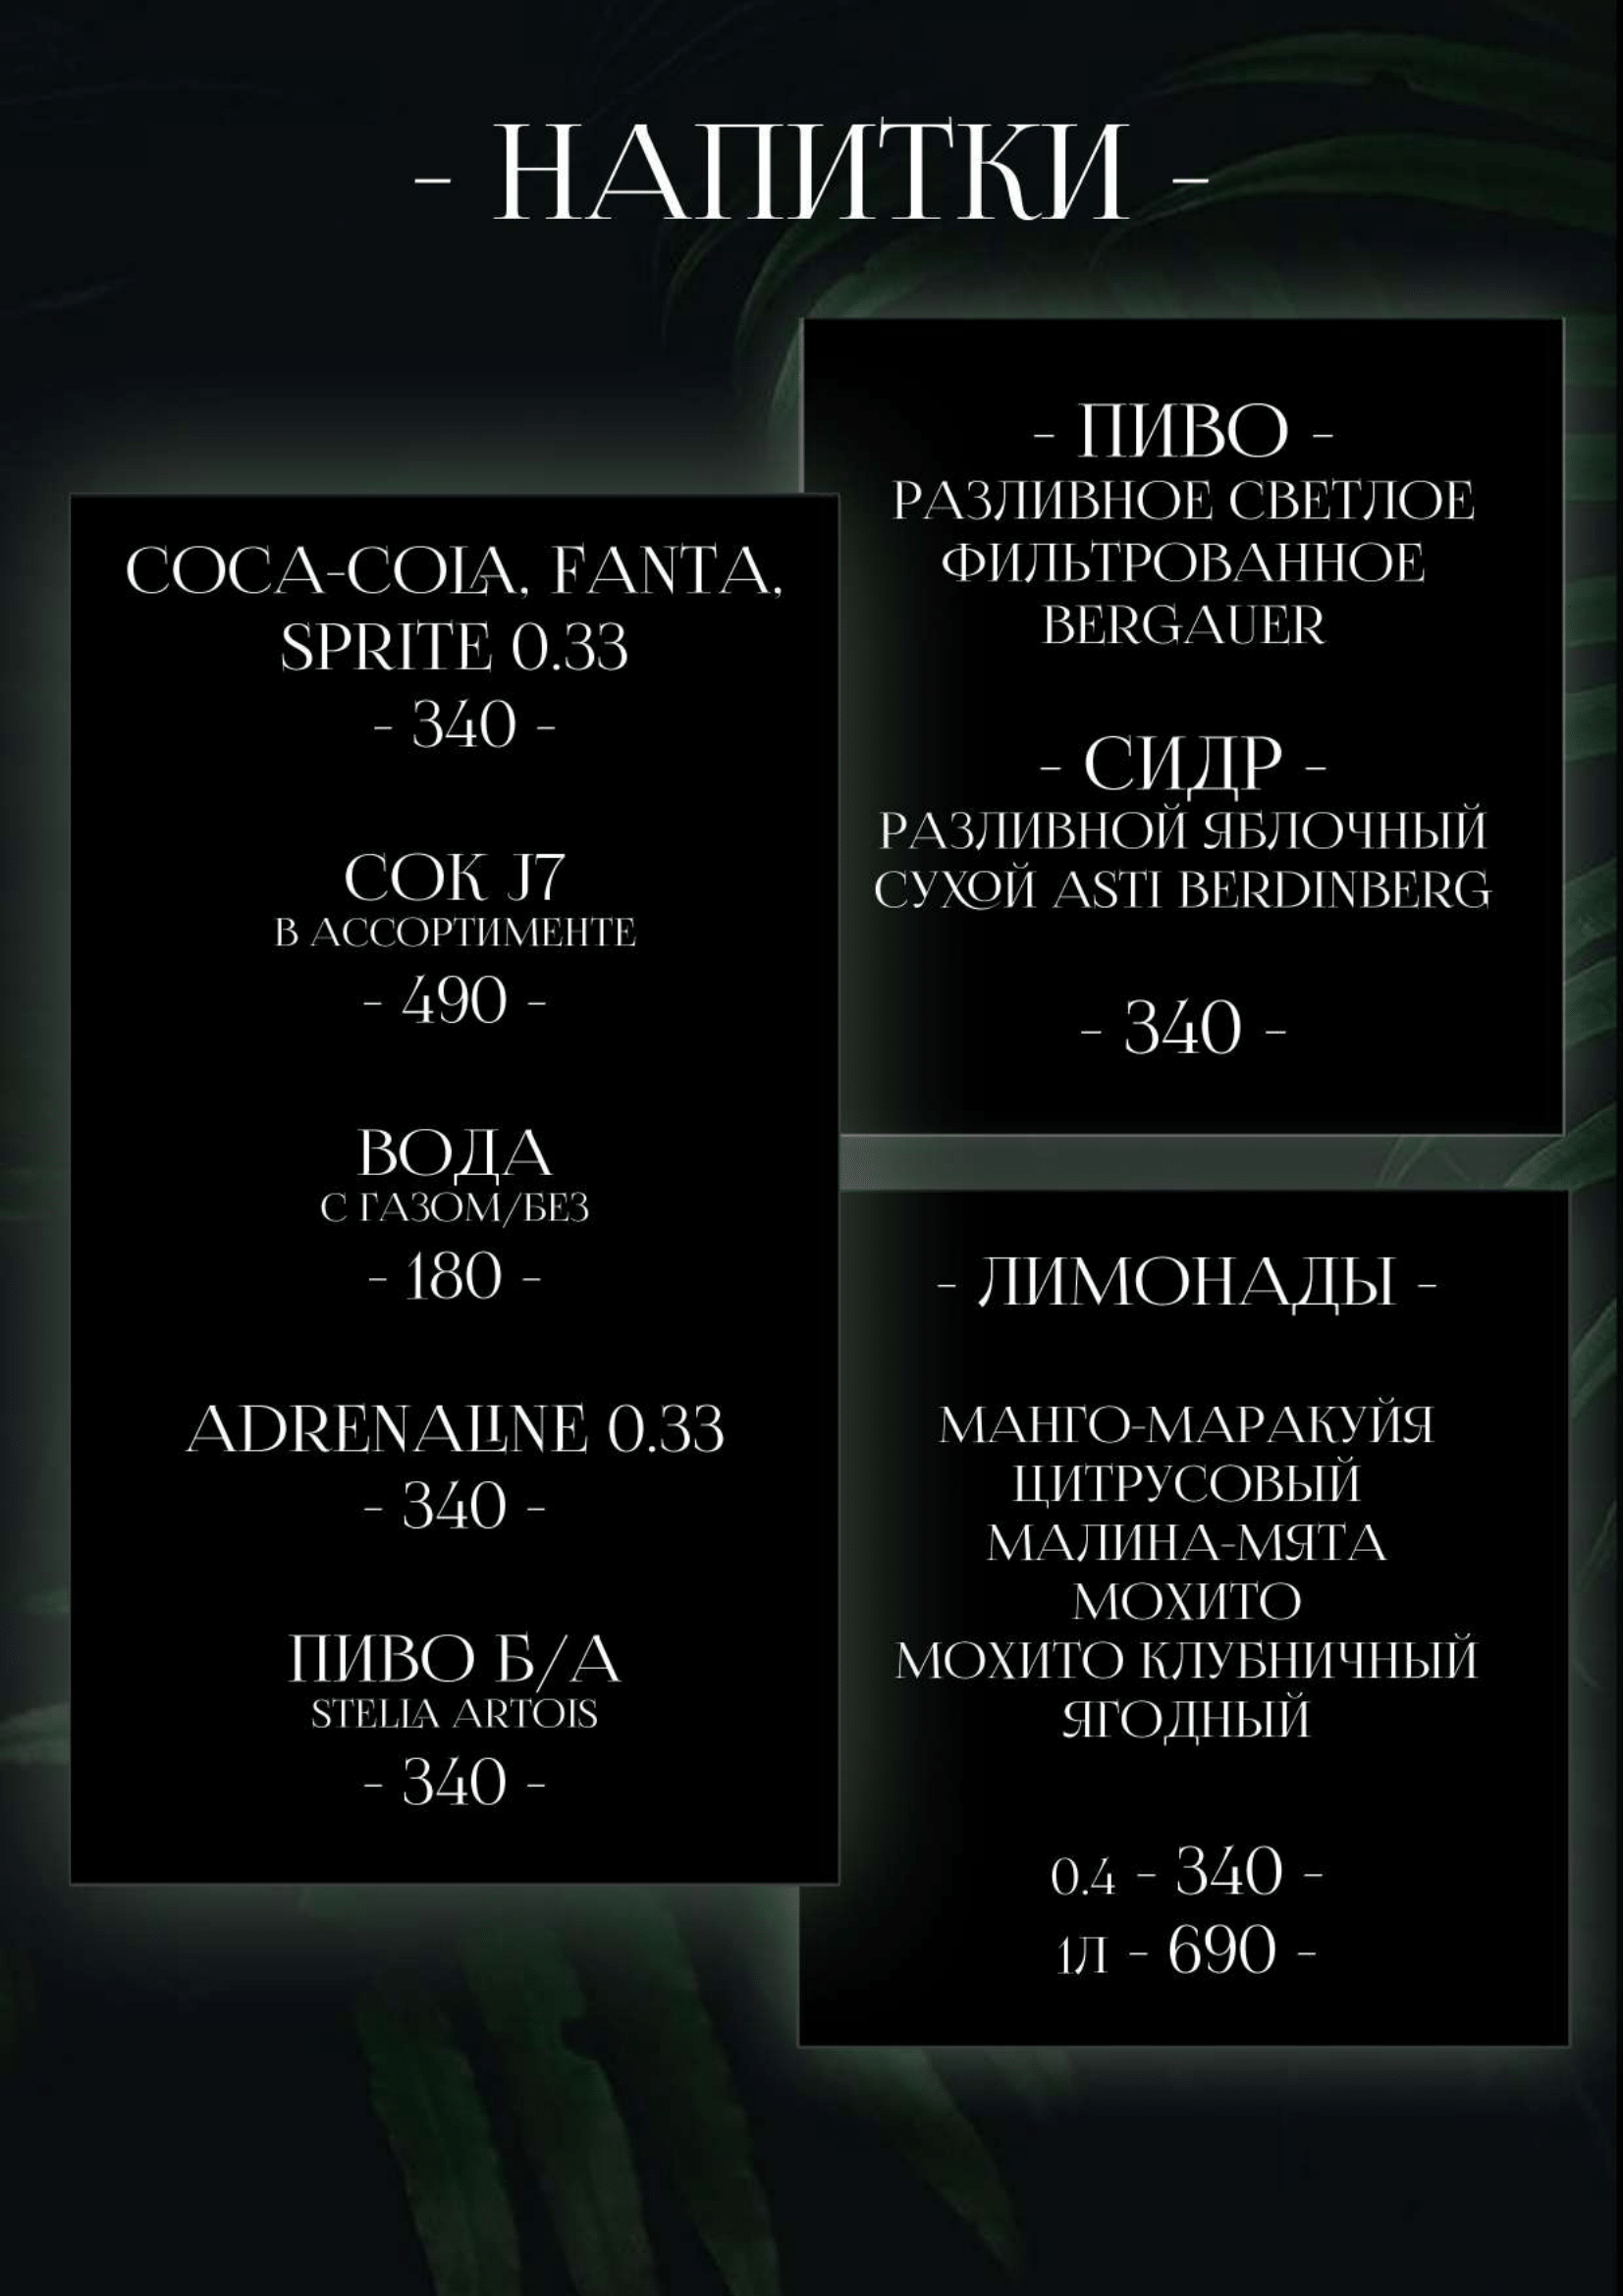 - НАПИТКИ -
COCA-COLA, FANTA,
SPRITE 0.33
- 340 -
СОК J7
В АССОРТИМЕНТЕ
- 490 -
ВОДА
С ГАЗОМ/БЕЗ
- 180 -
ADRENALINE 0.33
- 340 -
ПИВО Б/А
STELLA ARTOIS
- 340 -
- ПИВО -
РАЗЛИВНОЕ СВЕТЛОЕ
ФИЛЬТРОВАННОЕ
BERGAUER
- СИДР -
РАЗЛИВНОЙ ЯБЛОЧНЫЙ
СУХОЙ ASTI BERDINBERG
- 340 -
- ЛИМОНАДЫ -
МАНГО-МАРАКУЙЯ
ЦИТРУСОВЫЙ
МАЛИНА-МЯТА
МОХИТО
МОХИТО КЛУБНИЧНЫЙ
ЯГОДНЫЙ
0.4 - 340 -
1Л - 690 -